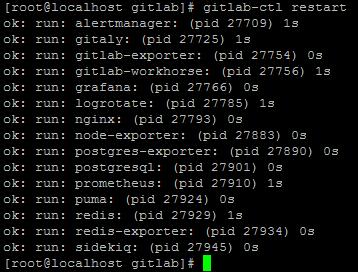 [root@localhost gitlab]# gitlab-ctl restart
ok: run: alertmanager: (pid 27709) 1s
ok: run: gitaly: (pid 27725) 1s
ok: run: gitlab-exporter: (pid 27754) 0s
ok: run: gitlab-workhorse: (pid 27756) 1s
ok: run: grafana: (pid 27766) 0s
ok: run: logrotate: (pid 27785) 1s
ok: run: nginx: (pid 27793) 0s
ok: run: node-exporter: (pid 27883) 0s
ok: run: postgres-exporter: (pid 27890) 0s
ok: run: postgresql: (pid 27901) 0s
ok: run: prometheus: (pid 27910) 1s
ok: run: puma: (pid 27924) 0s
ok: run: redis: (pid 27929) 1s
ok: run: redis-exporter: (pid 27934) 0s
ok: run: sidekiq: (pid 27945) 0s
[root@localhost gitlab]#